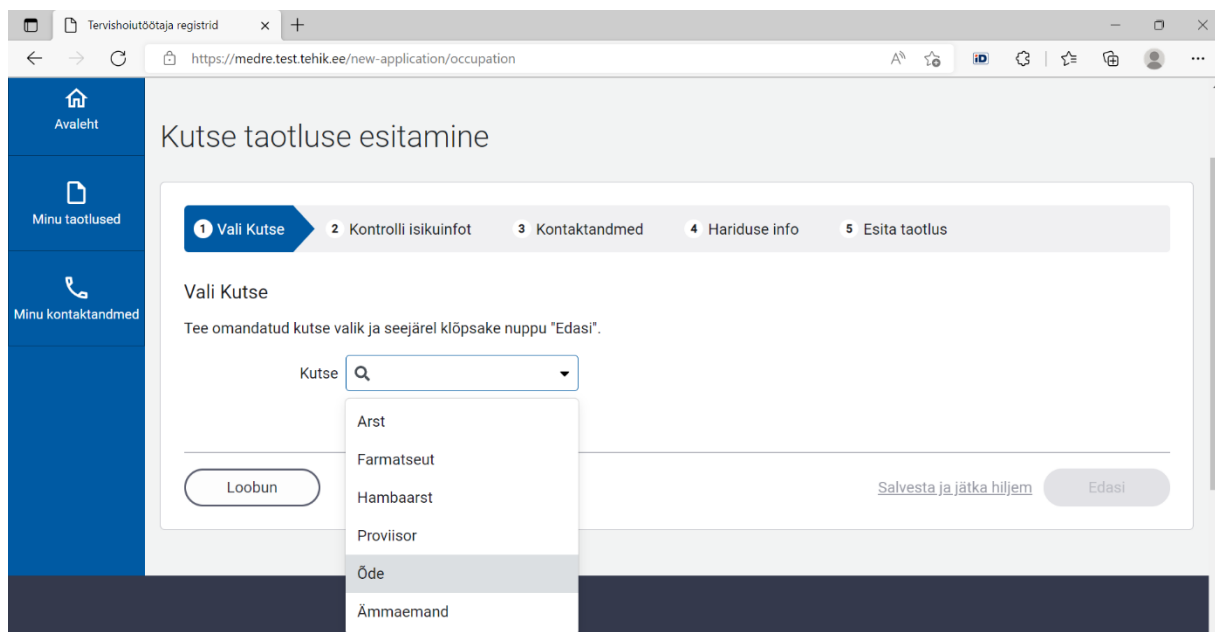 Tervishoiutöötaja registrid
https://medre.test.tehik.ee/new-application/occupation
iD
Avaleht
Minu taotlused
Minu kontaktandmed
Kutse taotluse esitamine
1 Vali Kutse 2 Kontrolli isikuinfot 3 Kontaktandmed 4 Hariduse info 5 Esita taotlus
Vali Kutse
Tee omandatud kutse valik ja seejärel klõpsake nuppu "Edasi".
Kutse
Arst
Farmatseut
Hambaarst
Proviisor
Õde
Ämmaemand
Loobun Salvesta ja jätka hiljem Edasi